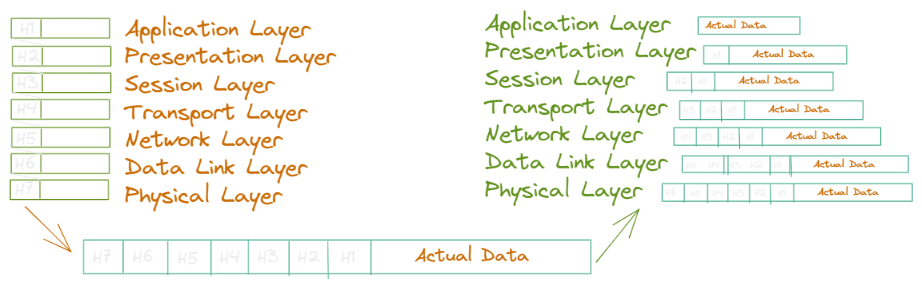 H1 Application Layer
H2 Presentation Layer
H3 Session Layer
H4 Transport Layer
H5 Network Layer
H6 Data Link Layer
H7 Physical Layer
H7 H6 H5 H4 H3 H2 H1 Actual Data
Application Layer Actual Data
Presentation Layer H1 Actual Data
Session Layer H2 H1 Actual Data
Transport Layer H3 H2 H1 Actual Data
Network Layer H4 H3 H2 H1 Actual Data
Data Link Layer H5 H4 H3 H2 H1 Actual Data
Physical Layer H6 H5 H4 H3 H2 H1 Actual Data